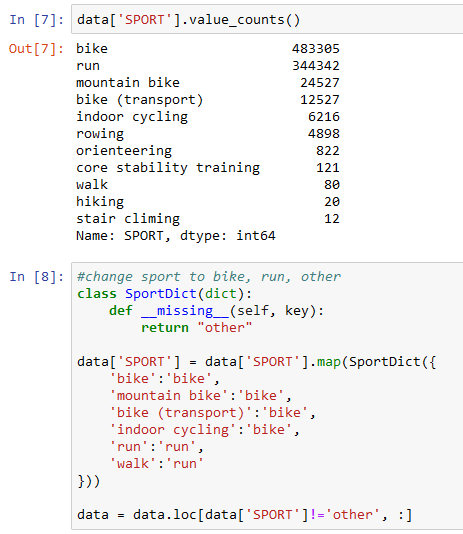 In [7]: data['SPORT'].value_counts()
Out[7]: bike 483305
run 344342
mountain bike 24527
bike (transport) 12527
indoor cycling 6216
rowing 4898
orienteering 822
core stability training 121
walk 80
hiking 20
stair climing 12
Name: SPORT, dtype: int64
In [8]: #change sport to bike, run, other
class SportDict(dict):
    def __missing__(self, key):
        return "other"
data['SPORT'] = data['SPORT'].map(SportDict({
    'bike':'bike',
    'mountain bike':'bike',
    'bike (transport)':'bike',
    'indoor cycling':'bike',
    'run':'run',
    'walk':'run'
}))
data = data.loc[data['SPORT']!='other', :]